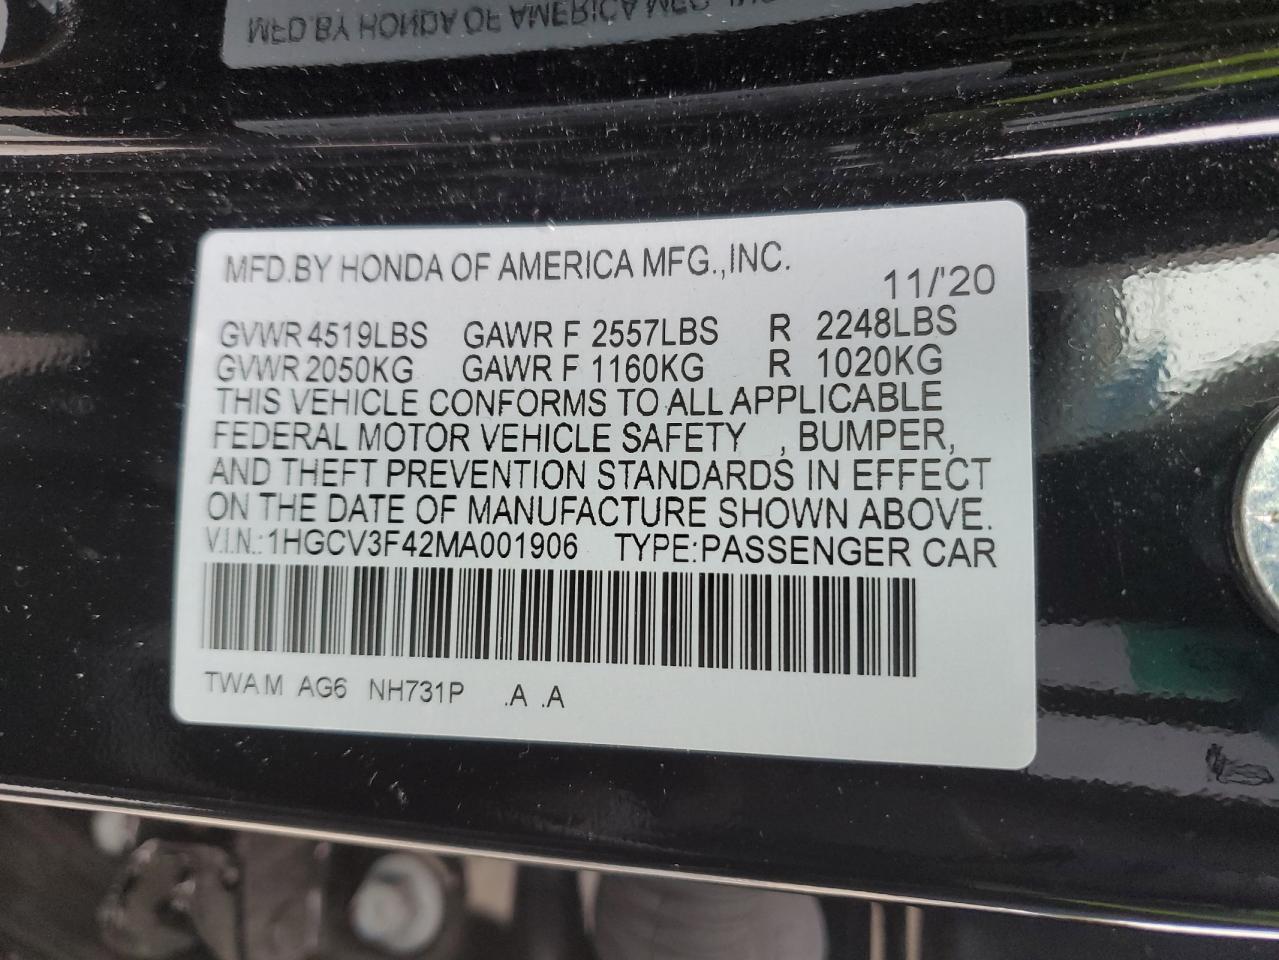 MFD.BY HONDA OF AMERICA MFG.,INC.
11/'20
GVWR 4519LBS GAWR F 2557LBS R 2248LBS
GVWR 2050KG GAWR F 1160KG R 1020KG
THIS VEHICLE CONFORMS TO ALL APPLICABLE
FEDERAL MOTOR VEHICLE SAFETY , BUMPER,
AND THEFT PREVENTION STANDARDS IN EFFECT
ON THE DATE OF MANUFACTURE SHOWN ABOVE.
V.I.N.:1HGCV3F42MA001906 TYPE:PASSENGER CAR
TWAM AG6 NH731P .A .A